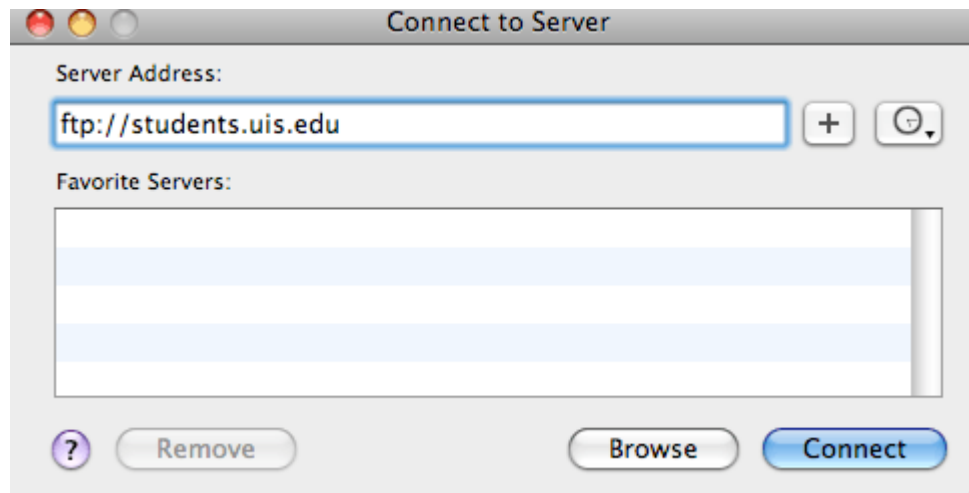 Connect to Server
Server Address:
ftp://students.uis.edu
+
Favorite Servers:
? Remove Browse Connect